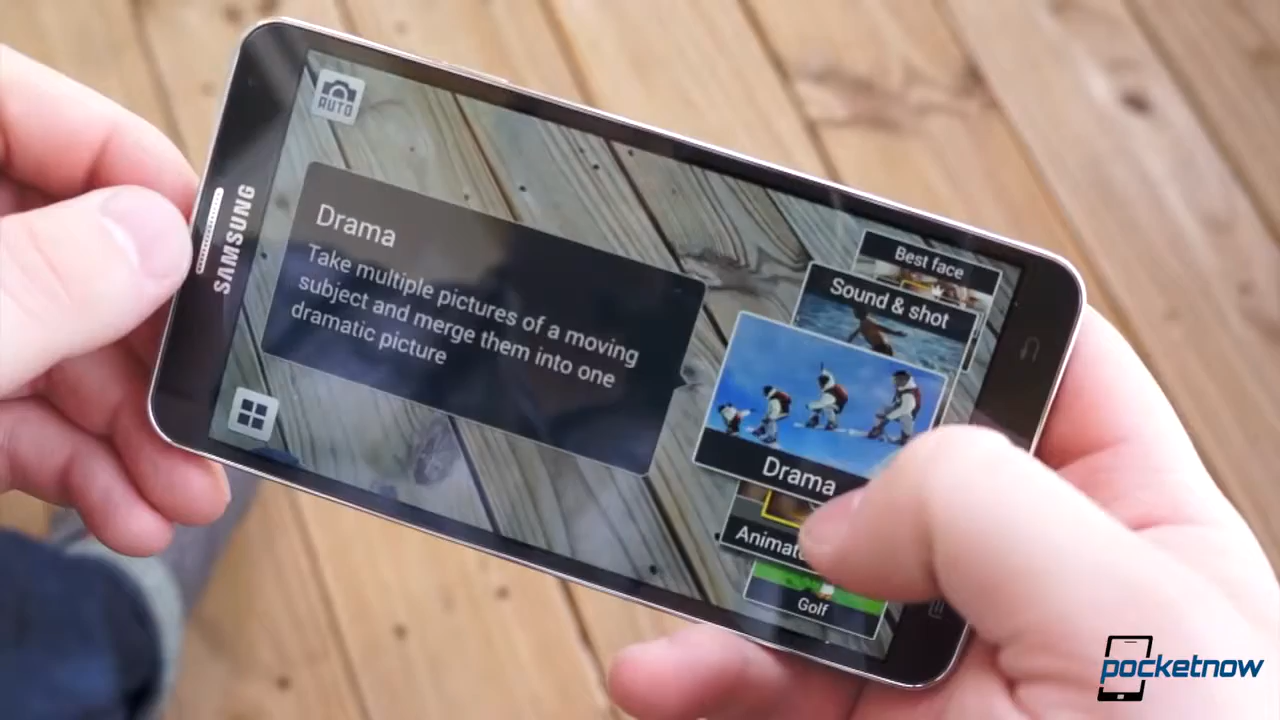 AUTO
SAMSUNG
Drama
Take multiple pictures of a moving
subject and merge them into one
dramatic picture
Best face
Sound & shot
Drama
Animate
Golf
pocketnow